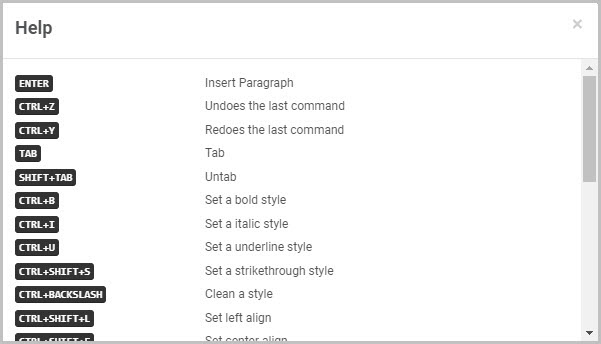 Help ×
ENTER Insert Paragraph
CTRL+Z Undoes the last command
CTRL+Y Redoes the last command
TAB Tab
SHIFT+TAB Untab
CTRL+B Set a bold style
CTRL+I Set a italic style
CTRL+U Set a underline style
CTRL+SHIFT+S Set a strikethrough style
CTRL+BACKSLASH Clean a style
CTRL+SHIFT+L Set left align
CTRL+SHIFT+E Set center align